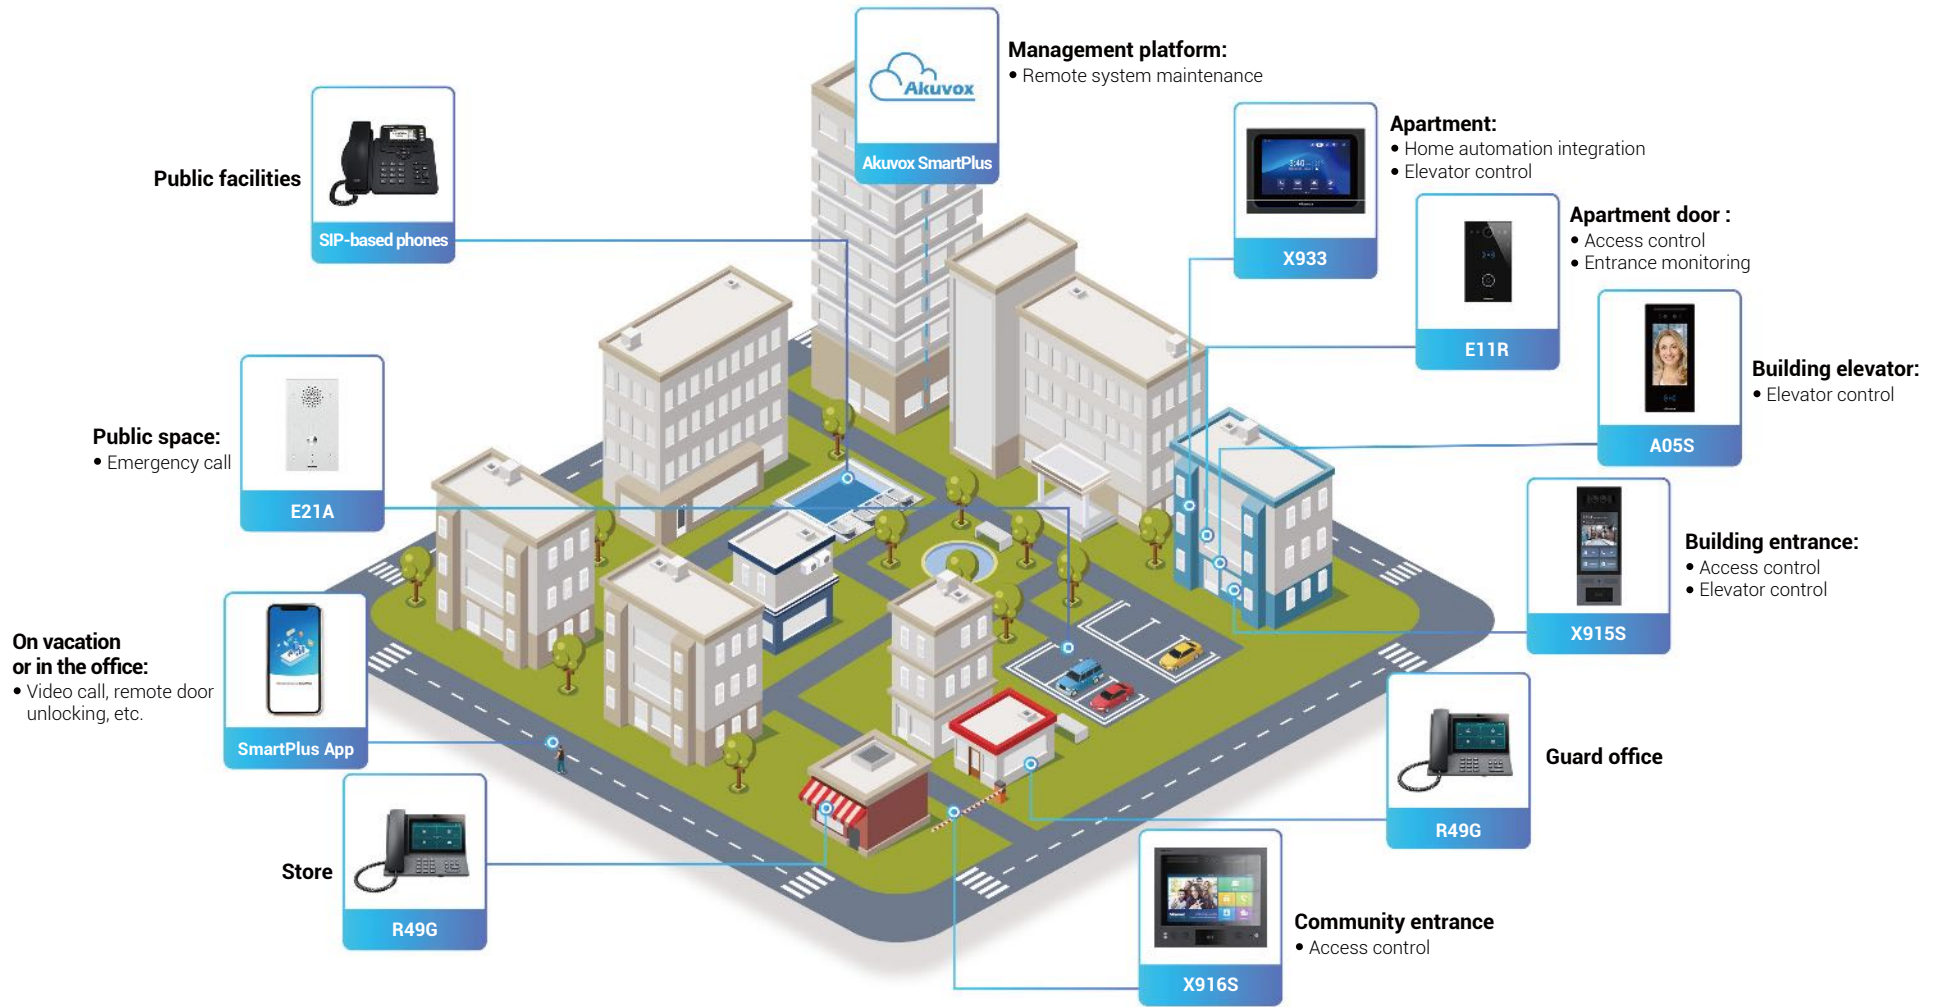 Akuvox
Akuvox SmartPlus
Management platform:
• Remote system maintenance
Public facilities
SIP-based phones
3:40
X933
Apartment:
• Home automation integration
• Elevator control
E11R
Apartment door :
• Access control
• Entrance monitoring
A05S
Building elevator:
• Elevator control
Public space:
• Emergency call
E21A
X915S
Building entrance:
• Access control
• Elevator control
On vacation
or in the office:
• Video call, remote door
unlocking, etc.
SmartPlus App
R49G
Guard office
Store
R49G
X916S
Community entrance
• Access control